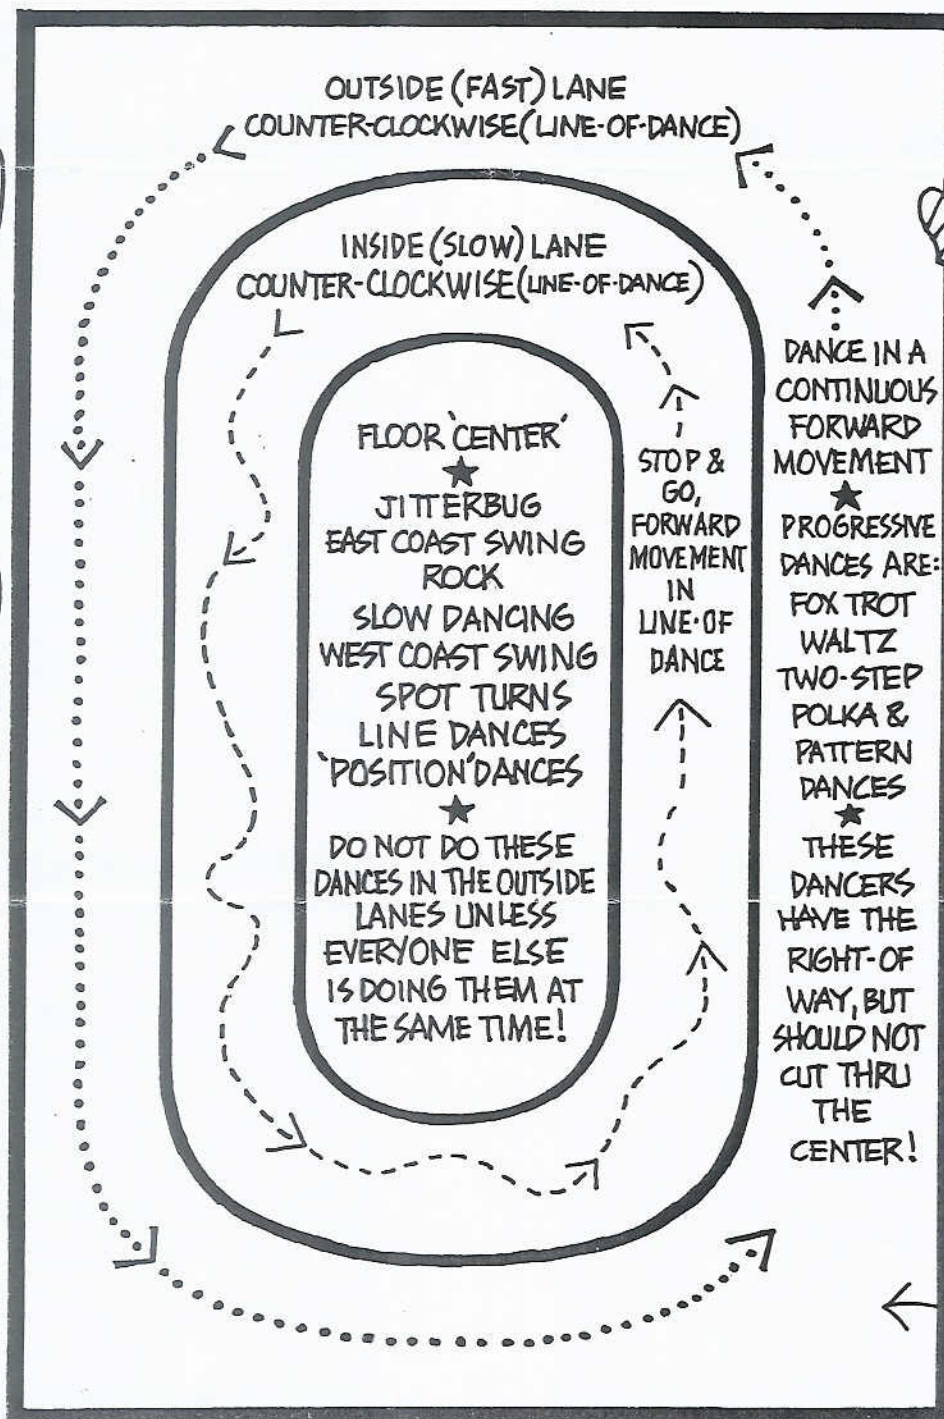 OUTSIDE (FAST) LANE
COUNTER-CLOCKWISE (LINE-OF-DANCE)
INSIDE (SLOW) LANE
COUNTER-CLOCKWISE (LINE-OF-DANCE)
FLOOR 'CENTER'
★
JITTERBUG
EAST COAST SWING
ROCK
SLOW DANCING
WEST COAST SWING
SPOT TURNS
LINE DANCES
'POSITION' DANCES
★
DO NOT DO THESE
DANCES IN THE OUTSIDE
LANES UNLESS
EVERYONE ELSE
IS DOING THEM AT
THE SAME TIME!
STOP &
GO,
FORWARD
MOVEMENT
IN
LINE-OF
DANCE
DANCE IN A
CONTINUOUS
FORWARD
MOVEMENT
★
PROGRESSIVE
DANCES ARE:
FOX TROT
WALTZ
TWO-STEP
POLKA &
PATTERN
DANCES
★
THESE
DANCERS
HAVE THE
RIGHT-OF
WAY, BUT
SHOULD NOT
CUT THRU
THE
CENTER!